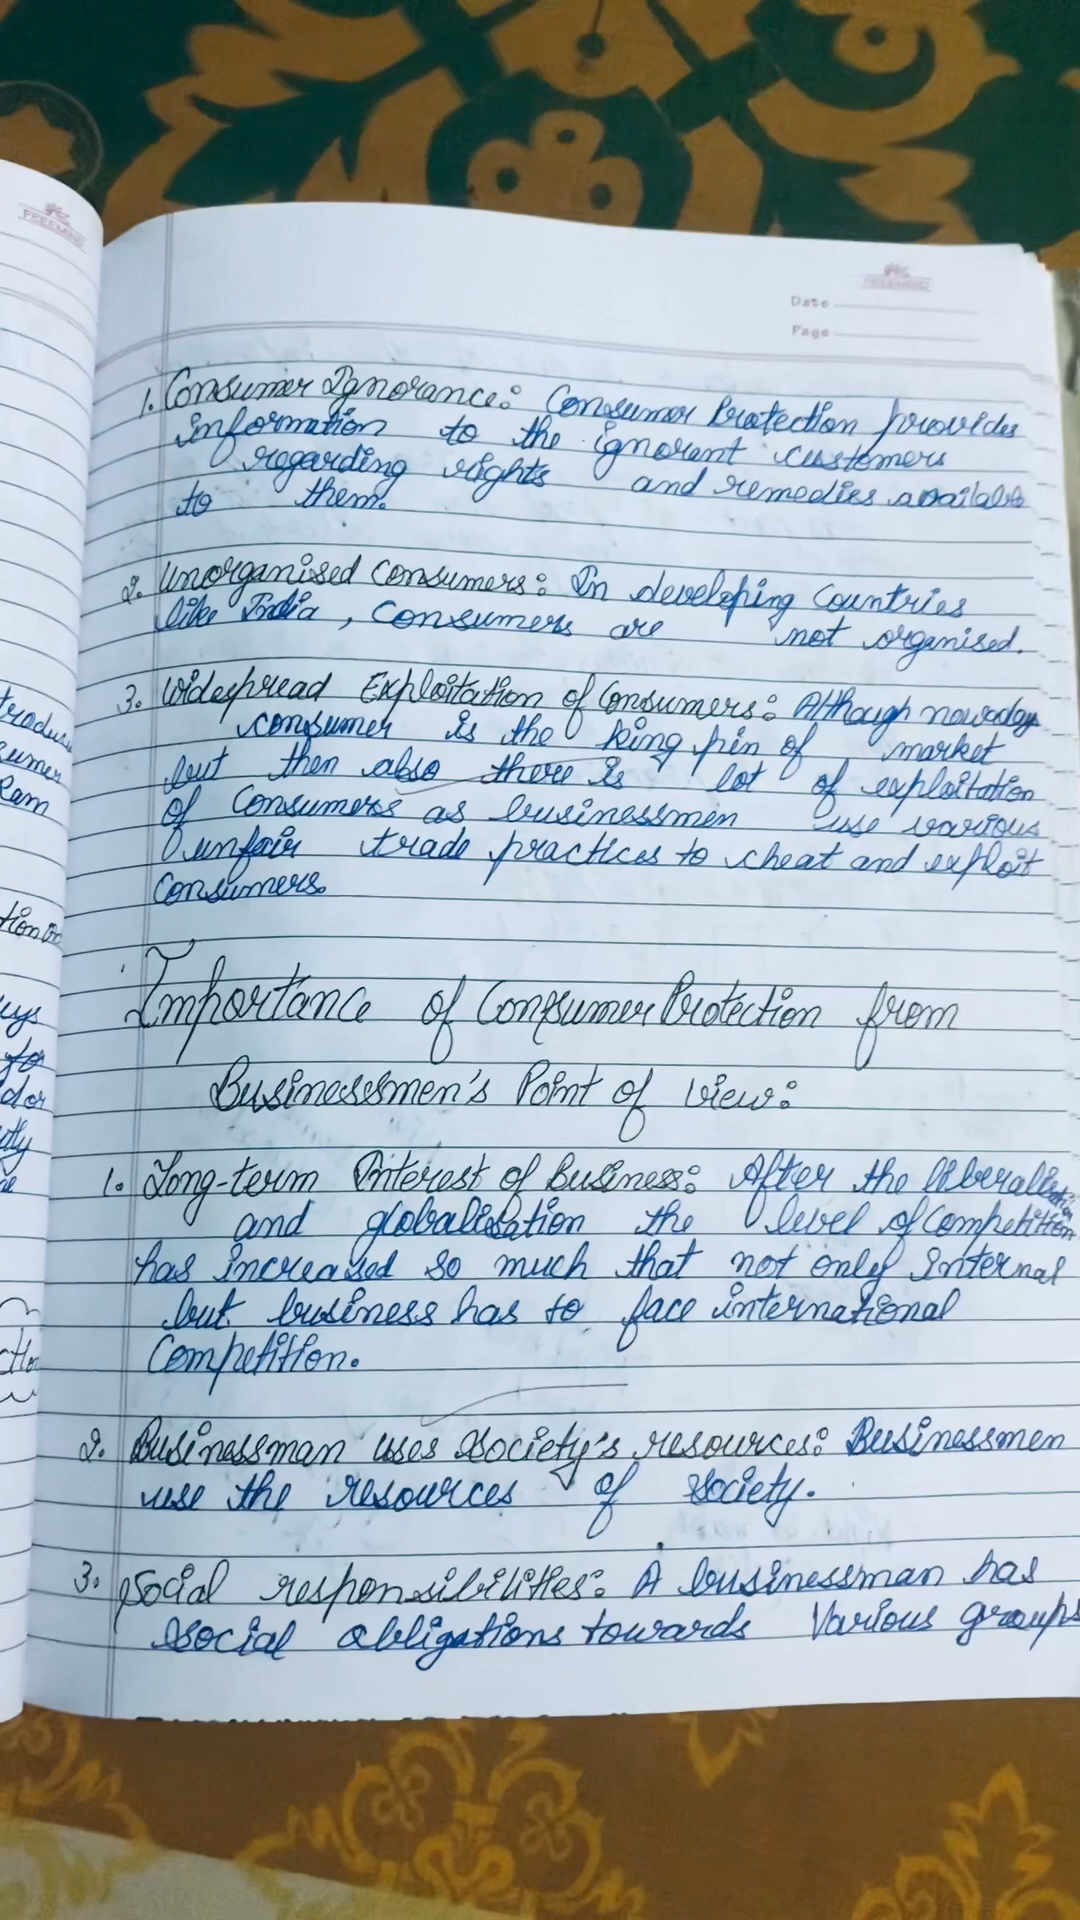 FREEMIND
FREEMIND
Date
Page
1. Consumer Ignorance: Consumer Protection provides
information to the ignorant customers
regarding rights and remedies available
to them.
2. Unorganised consumers: In developing Countries
like India, consumers are not organised.
3. Widespread Exploitation of Consumers: Although nowaday
consumer is the king pin of market
but then also there is lot of exploitation
of Consumers as businessmen use various
unfair trade practices to cheat and exploit
consumers.
Importance of Consumer Protection from
Businessmen's Point of view:
1. Long-term Interest of Business: After the liberalisation
and globalisation the level of Competition
has increased so much that not only internal
but business has to face international
Competition.
2. Businessman uses society's resources: Businessmen
use the resources of society.
3. Social responsibilities: A businessman has
social obligations towards Various groups